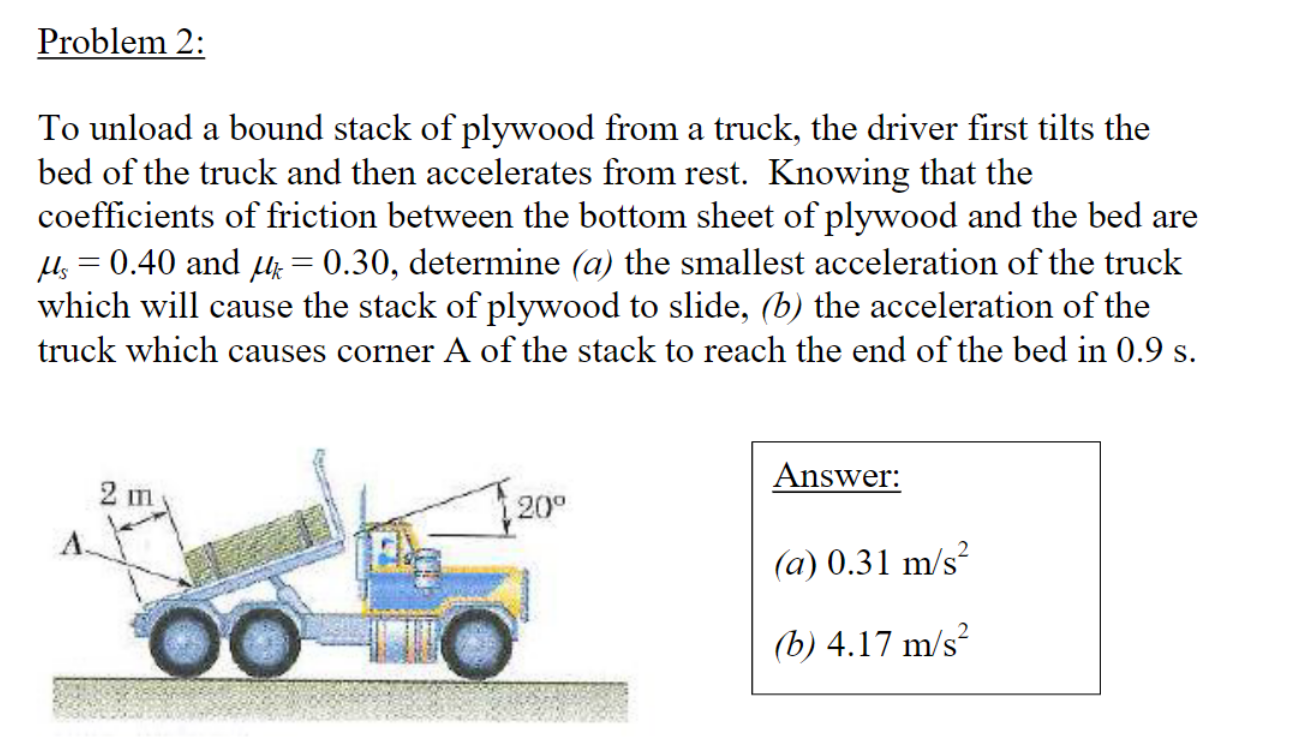 Problem 2:
To unload a bound stack of plywood from a truck, the driver first tilts the
bed of the truck and then accelerates from rest.  Knowing that the
coefficients of friction between the bottom sheet of plywood and the bed are
μₛ = 0.40 and μₖ = 0.30, determine (a) the smallest acceleration of the truck
which will cause the stack of plywood to slide, (b) the acceleration of the
truck which causes corner A of the stack to reach the end of the bed in 0.9 s.
2 m
20°
A
Answer:
(a) 0.31 m/s²
(b) 4.17 m/s²